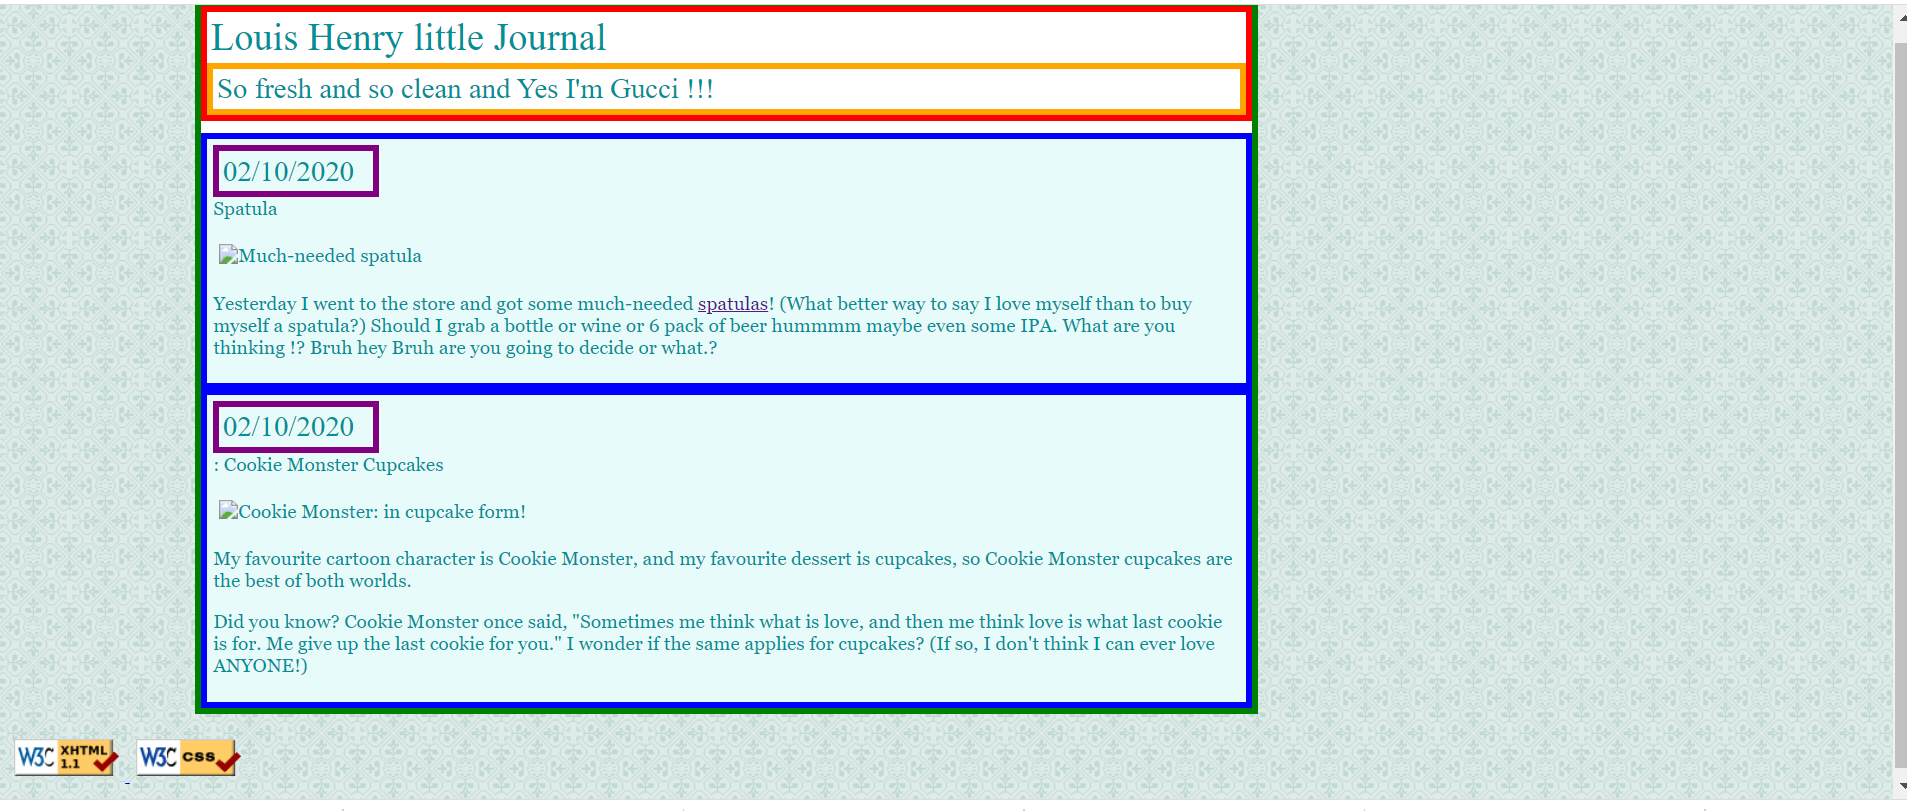 Louis Henry little Journal
So fresh and so clean and Yes I'm Gucci !!!
02/10/2020
Spatula
Much-needed spatula
Yesterday I went to the store and got some much-needed spatulas! (What better way to say I love myself than to buy
myself a spatula?) Should I grab a bottle or wine or 6 pack of beer hummmm maybe even some IPA. What are you
thinking !? Bruh hey Bruh are you going to decide or what.?
02/10/2020
: Cookie Monster Cupcakes
Cookie Monster: in cupcake form!
My favourite cartoon character is Cookie Monster, and my favourite dessert is cupcakes, so Cookie Monster cupcakes are
the best of both worlds.
Did you know? Cookie Monster once said, "Sometimes me think what is love, and then me think love is what last cookie
is for. Me give up the last cookie for you." I wonder if the same applies for cupcakes? (If so, I don't think I can ever love
ANYONE!)
W3C XHTML 1.1 W3C css